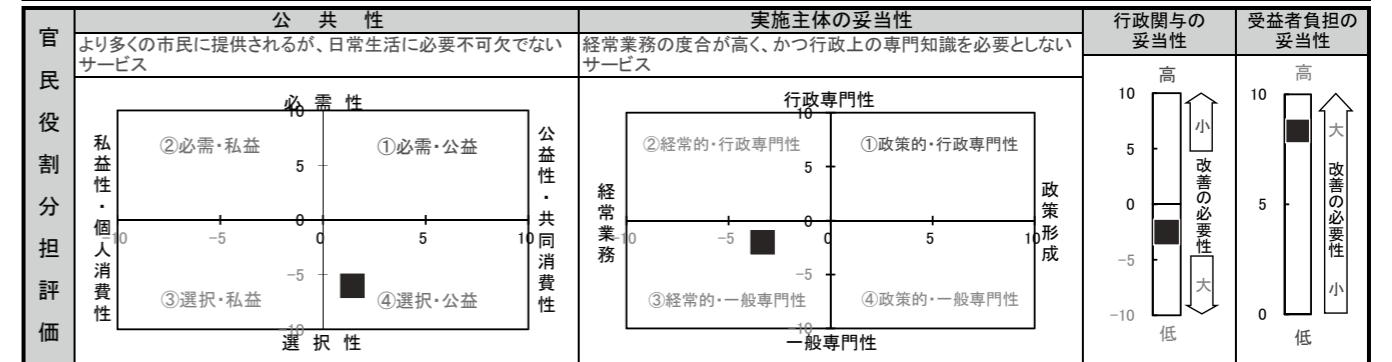 官民役割分担評価
公共性
より多くの市民に提供されるが、日常生活に必要不可欠でない
サービス
必需性
10
②必需・私益
①必需・公益
5
私益性・個人消費性
公益性・共同消費性
0
-10
-5
0
5
-5
③選択・私益
④選択・公益
-10
選択性
実施主体の妥当性
経常業務の度合が高く、かつ行政上の専門知識を必要としない
サービス
行政専門性
10
②経常的・行政専門性
①政策的・行政専門性
5
経常業務
政策形成
0
-10
-5
0
5
10
-5
③経常的・一般専門性
④政策的・一般専門性
-10
一般専門性
行政関与の
妥当性
高
10
小
5
改善の必要性
0
-5
大
-10
低
受益者負担の
妥当性
高
10
大
改善の必要性
5
小
0
低